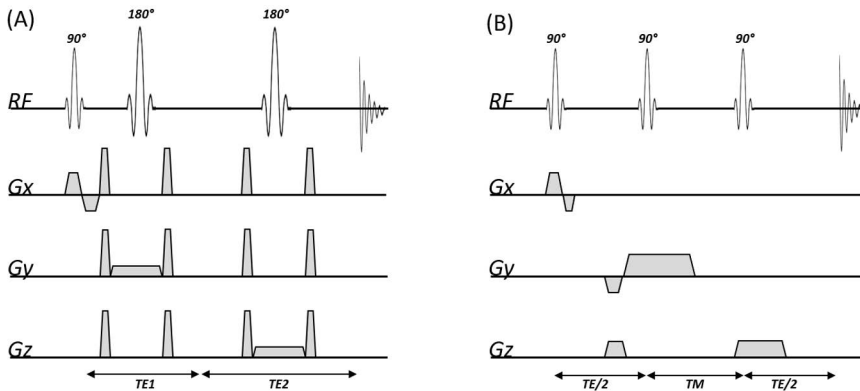 (A)
180°
180°
90°
RF
Gx
Gy
Gz
TE1
TE2
(B)
90°
90°
90°
RF
Gx
Gy
Gz
TE/2
TM
TE/2